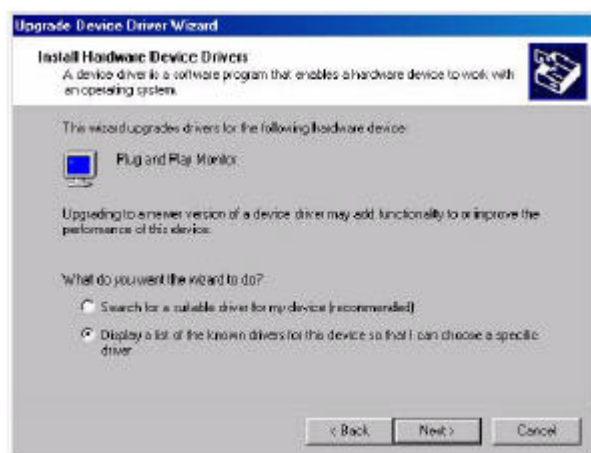 Upgrade Device Driver Wizard
Install Hardware Device Drivers
A device driver is a software program that enables a hardware device to work with
an operating system.
This wizard upgrades drivers for the following hardware device:
Plug and Play Monitor
Upgrading to a newer version of a device driver may add functionality to or improve the
performance of this device.
What do you want the wizard to do?
Search for a suitable driver for my device (recommended)
Display a list of the known drivers for this device so that I can choose a specific
driver
< Back
Next >
Cancel